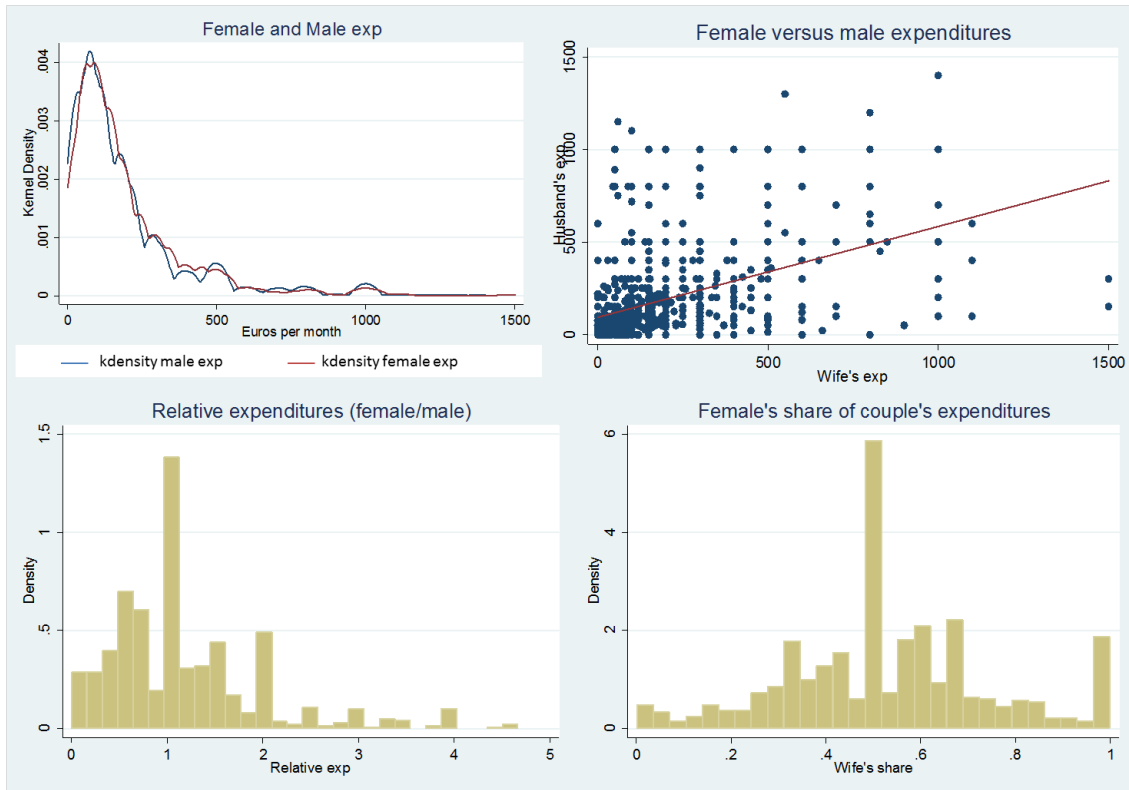 Female and Male exp
Kernel Density
.004
.003
.002
.001
0
0 500 1000 1500
Euros per month
kdensity male exp kdensity female exp
Female versus male expenditures
Husband's exp
1500
1000
500
0
0 500 1000 1500
Wife's exp
Relative expenditures (female/male)
Density
1.5
1
.5
0
0 1 2 3 4 5
Relative exp
Female's share of couple's expenditures
Density
6
4
2
0
0 .2 .4 .6 .8 1
Wife's share